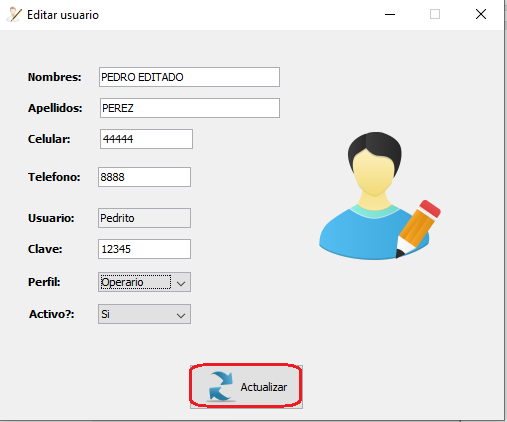 Editar usuario
Nombres: PEDRO EDITADO
Apellidos: PEREZ
Celular: 44444
Telefono: 8888
Usuario: Pedrito
Clave: 12345
Perfil: Operario
Activo?: Si
Actualizar